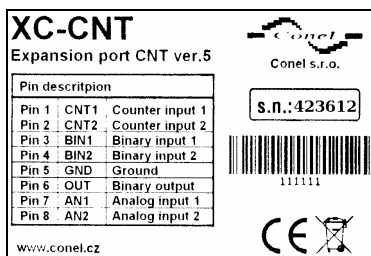 XC-CNT
Expansion port CNT ver.5
Conel
Conel s.r.o.
Pin descritpion
Pin 1 CNT1 Counter input 1
Pin 2 CNT2 Counter input 2
Pin 3 BIN1 Binary input 1
Pin 4 BIN2 Binary input 2
Pin 5 GND Ground
Pin 6 OUT Binary output
Pin 7 AN1 Analog input 1
Pin 8 AN2 Analog input 2
s.n.:423612
111111
CE
www.conel.cz